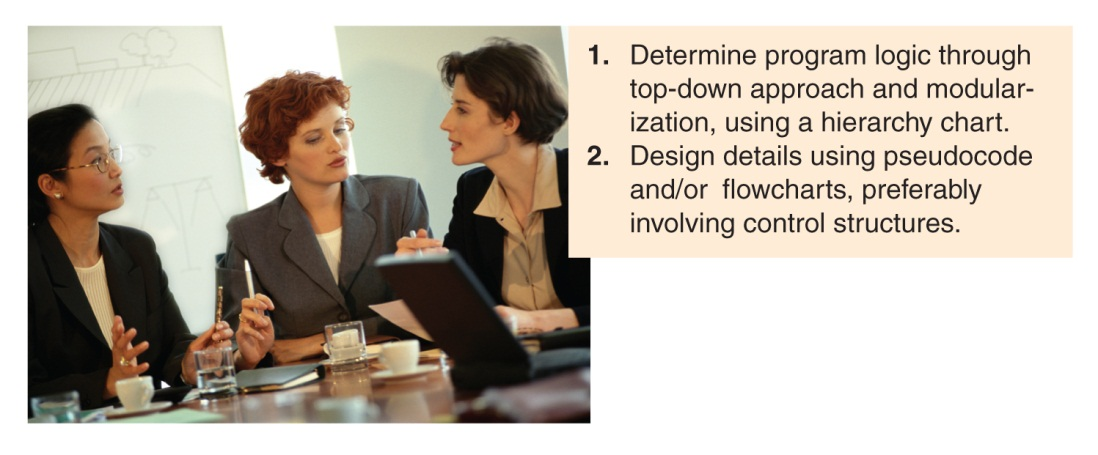 1. Determine program logic through
top-down approach and modular-
ization, using a hierarchy chart.
2. Design details using pseudocode
and/or flowcharts, preferably
involving control structures.